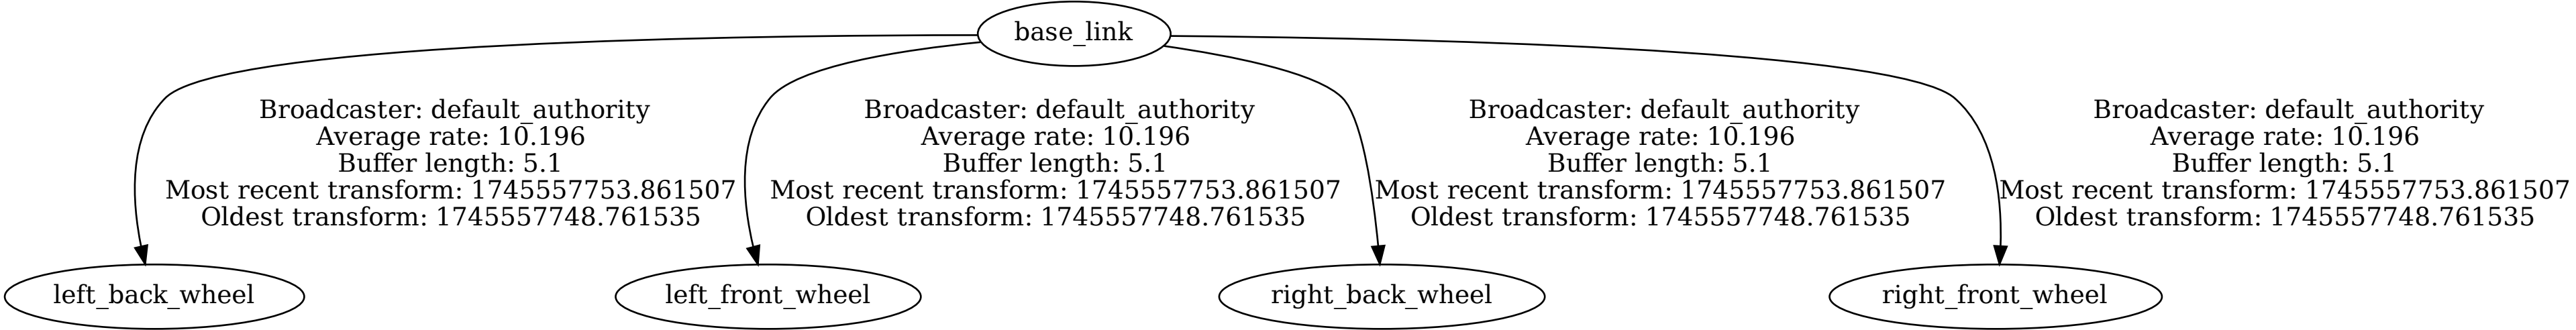 base_link
Broadcaster: default_authority
Average rate: 10.196
Buffer length: 5.1
Most recent transform: 1745557753.861507
Oldest transform: 1745557748.761535
Broadcaster: default_authority
Average rate: 10.196
Buffer length: 5.1
Most recent transform: 1745557753.861507
Oldest transform: 1745557748.761535
Broadcaster: default_authority
Average rate: 10.196
Buffer length: 5.1
Most recent transform: 1745557753.861507
Oldest transform: 1745557748.761535
Broadcaster: default_authority
Average rate: 10.196
Buffer length: 5.1
Most recent transform: 1745557753.861507
Oldest transform: 1745557748.761535
left_back_wheel
left_front_wheel
right_back_wheel
right_front_wheel